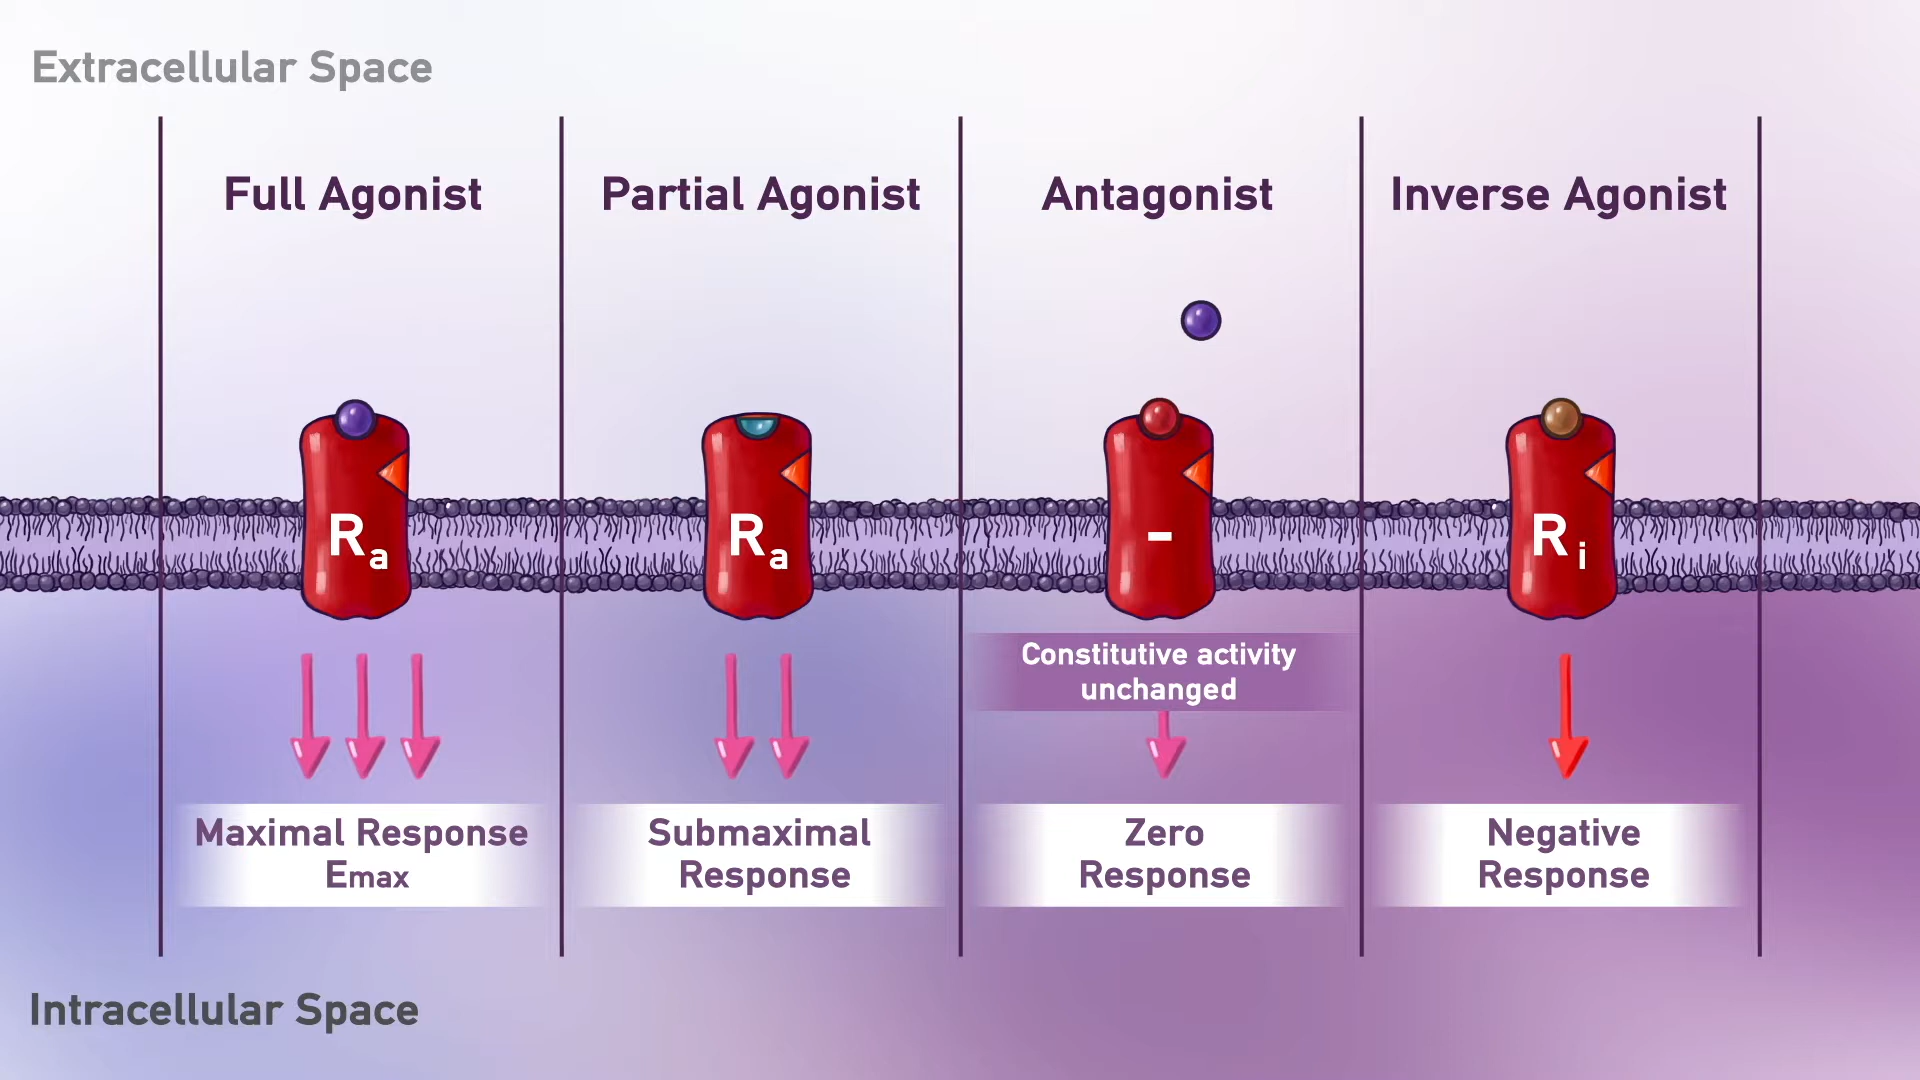 Extracellular Space
Full Agonist
Partial Agonist
Antagonist
Inverse Agonist
Ra
Ra
-
Ri
Constitutive activity
unchanged
Maximal Response
Emax
Submaximal
Response
Zero
Response
Negative
Response
Intracellular Space